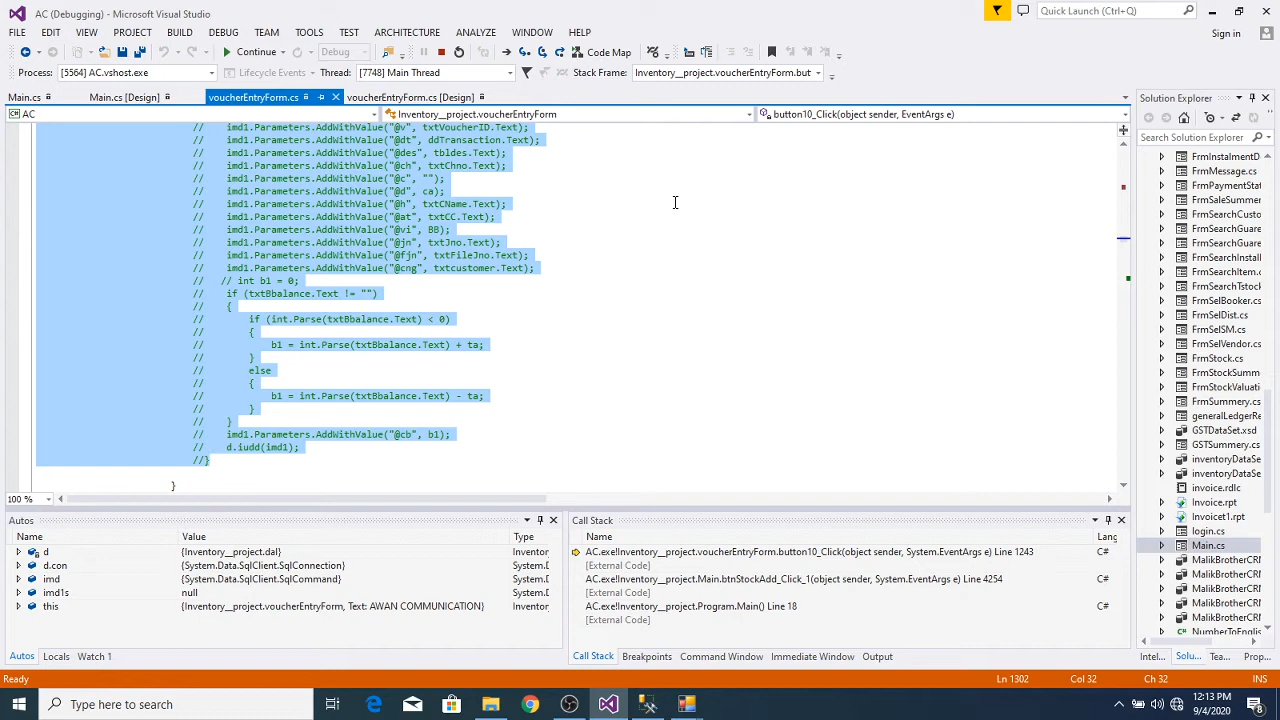 AC (Debugging) - Microsoft Visual Studio
Quick Launch (Ctrl+Q)
FILE EDIT VIEW PROJECT BUILD DEBUG TEAM TOOLS TEST ARCHITECTURE ANALYZE WINDOW HELP
Sign in
Continue Debug Code Map
Process: [5564] AC.vshost.exe Lifecycle Events Thread: [7748] Main Thread Stack Frame: Inventory__project.voucherEntryForm.but
Main.cs Main.cs [Design] voucherEntryForm.cs voucherEntryForm.cs [Design]
AC Inventory__project.voucherEntryForm button10_Click(object sender, EventArgs e)
// imd1.Parameters.AddWithValue("@v", txtVoucherID.Text);
// imd1.Parameters.AddWithValue("@dt", ddTransaction.Text);
// imd1.Parameters.AddWithValue("@des", tbldes.Text);
// imd1.Parameters.AddWithValue("@ch", txtChno.Text);
// imd1.Parameters.AddWithValue("@c", "");
// imd1.Parameters.AddWithValue("@d", ca);
// imd1.Parameters.AddWithValue("@h", txtCName.Text);
// imd1.Parameters.AddWithValue("@at", txtCC.Text);
// imd1.Parameters.AddWithValue("@vi", BB);
// imd1.Parameters.AddWithValue("@jn", txtJno.Text);
// imd1.Parameters.AddWithValue("@fjn", txtFileJno.Text);
// imd1.Parameters.AddWithValue("@cng", txtcustomer.Text);
// // int b1 = 0;
// if (txtBbalance.Text != "")
// {
// if (int.Parse(txtBbalance.Text) < 0)
// {
// b1 = int.Parse(txtBbalance.Text) + ta;
// }
// else
// {
// b1 = int.Parse(txtBbalance.Text) - ta;
// }
// }
// imd1.Parameters.AddWithValue("@cb", b1);
// d.iudd(imd1);
//}
}
100 %
Solution Explorer
Search Solution Explorer
FrmInstalmentD
FrmMessage.cs
FrmPaymentStat
FrmSaleSummer
FrmSearchCusto
FrmSearchGuare
FrmSearchInstal
FrmSearchItem.c
FrmSearchTstock
FrmSelBooker.cs
FrmSelDist.cs
FrmSelSM.cs
FrmSelVendor.cs
FrmStock.cs
FrmStockValuati
FrmSummery.cs
generalLedgerRe
GSTDataSet.xsd
GSTSummery.cs
inventoryDataSe
inventoryDataSe
invoice.rdlc
Invoice.rpt
Invoicet1.rpt
login.cs
Main.cs
MalikBrotherCRN
MalikBrotherCRN
MalikBrotherCRN
MalikBrotherCRN
MalikBrotherCRN
NumberToEnglis
Intel... Solu... Tea... Prop...
Autos
Name Value Type
d {Inventory__project.dal} Inventor
d.con {System.Data.SqlClient.SqlConnection} System.D
imd {System.Data.SqlClient.SqlCommand} System.D
imd1s null System.D
this {Inventory__project.voucherEntryForm, Text: AWAN COMMUNICATION} Inventor
Autos Locals Watch 1
Call Stack
Name Lang
AC.exe!Inventory__project.voucherEntryForm.button10_Click(object sender, System.EventArgs e) Line 1243 C#
[External Code]
AC.exe!Inventory__project.Main.btnStockAdd_Click_1(object sender, System.EventArgs e) Line 4254 C#
[External Code]
AC.exe!Inventory__project.Program.Main() Line 18 C#
[External Code]
Call Stack Breakpoints Command Window Immediate Window Output
Ready Ln 1302 Col 32 Ch 32 INS
Type here to search
12:13 PM
9/4/2020